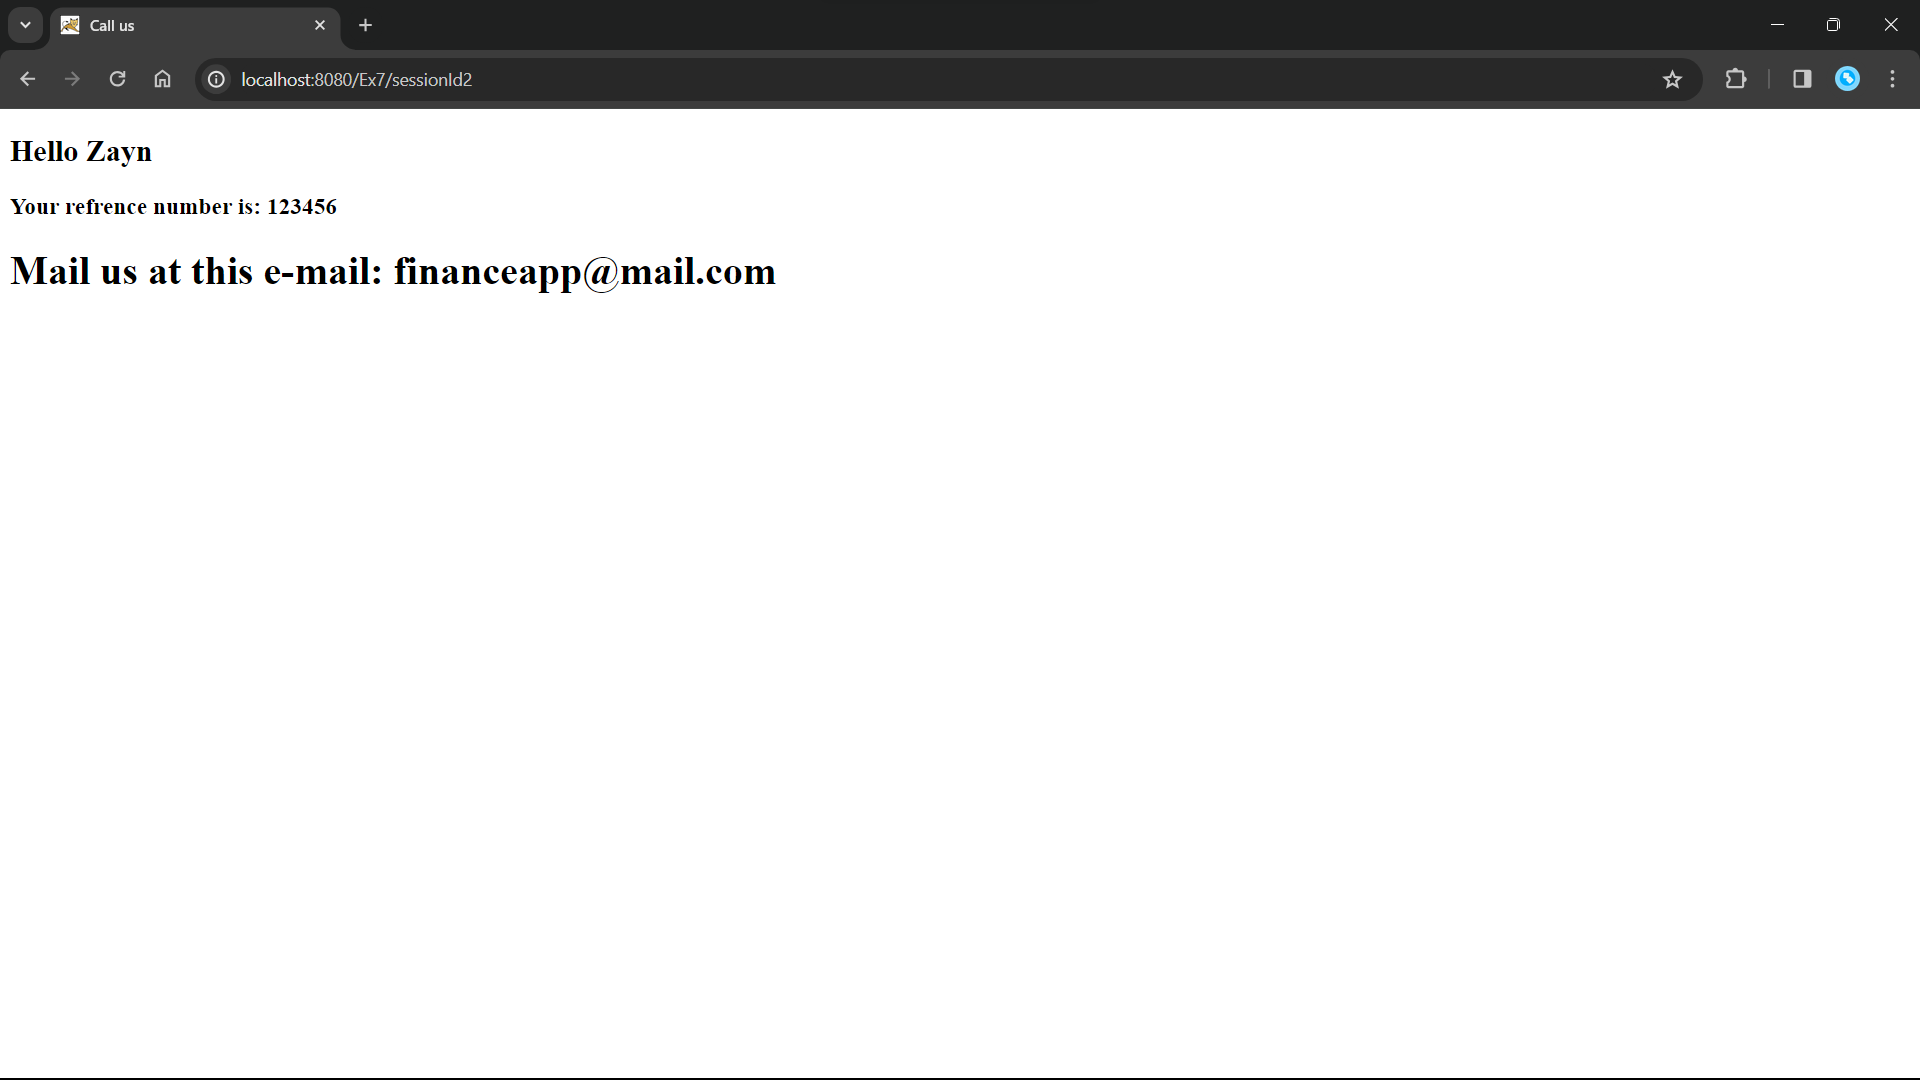 Call us
localhost:8080/Ex7/sessionId2
Hello Zayn
Your refrence number is: 123456
Mail us at this e-mail: financeapp@mail.com